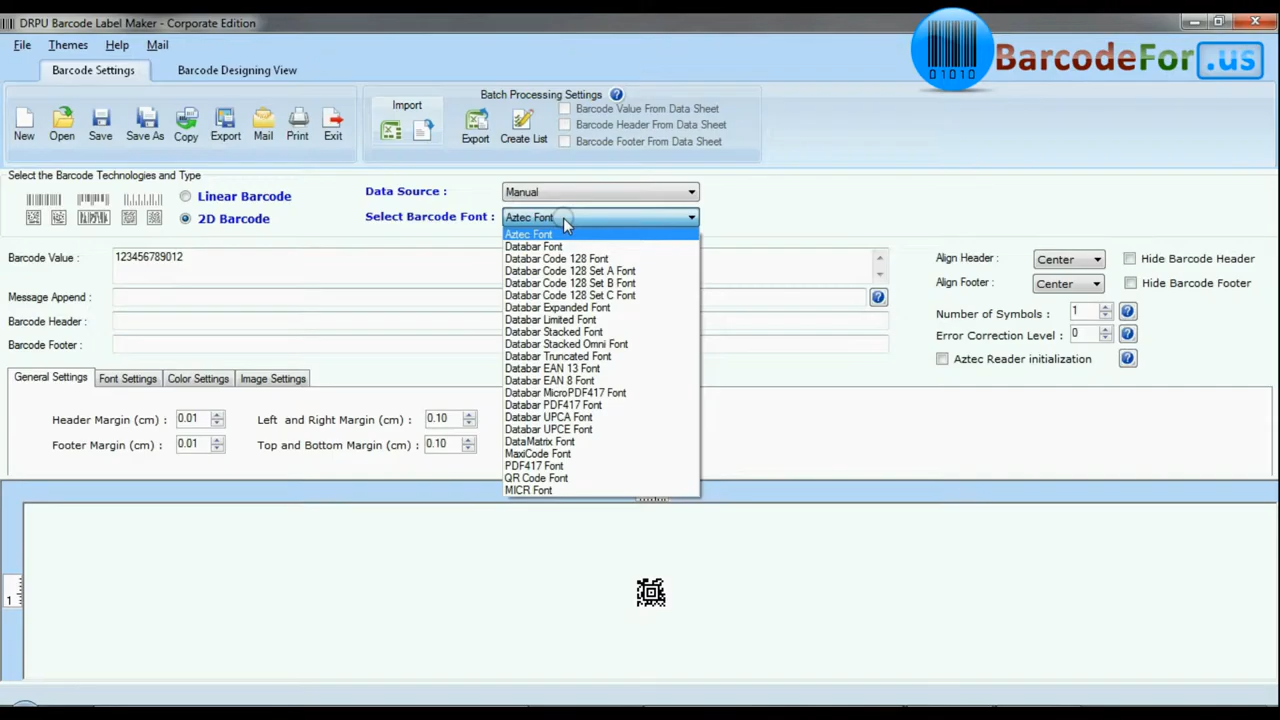 DRPU Barcode Label Maker - Corporate Edition
File Themes Help Mail
BarcodeFor.us
01010
Barcode Settings Barcode Designing View
New Open Save Save As Copy Export Mail Print Exit
Import
Batch Processing Settings ?
Export Create List
Barcode Value From Data Sheet
Barcode Header From Data Sheet
Barcode Footer From Data Sheet
Select the Barcode Technologies and Type
Linear Barcode
2D Barcode
Data Source : Manual
Select Barcode Font : Aztec Font
Aztec Font
Databar Font
Databar Code 128 Font
Databar Code 128 Set A Font
Databar Code 128 Set B Font
Databar Code 128 Set C Font
Databar Expanded Font
Databar Limited Font
Databar Stacked Font
Databar Stacked Omni Font
Databar Truncated Font
Databar EAN 13 Font
Databar EAN 8 Font
Databar MicroPDF417 Font
Databar PDF417 Font
Databar UPCA Font
Databar UPCE Font
DataMatrix Font
MaxiCode Font
PDF417 Font
QR Code Font
MICR Font
Barcode Value : 123456789012
Message Append : ?
Barcode Header :
Barcode Footer :
Align Header : Center Hide Barcode Header
Align Footer : Center Hide Barcode Footer
Number of Symbols : 1 ?
Error Correction Level : 0 ?
Aztec Reader initialization ?
General Settings Font Settings Color Settings Image Settings
Header Margin (cm) : 0.01 Left and Right Margin (cm) : 0.10
Footer Margin (cm) : 0.01 Top and Bottom Margin (cm) : 0.10
1